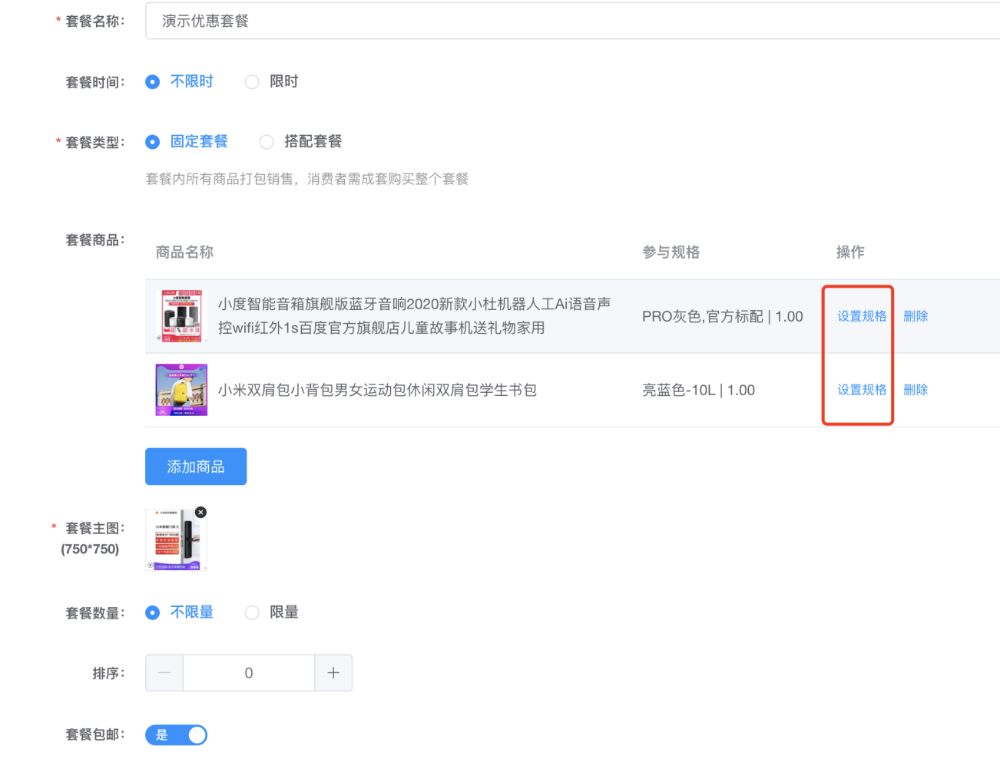 * 套餐名称：
演示优惠套餐
套餐时间：
不限时
限时
* 套餐类型：
固定套餐
搭配套餐
套餐内所有商品打包销售，消费者需成套购买整个套餐
套餐商品：
商品名称
参与规格
操作
小度智能音箱旗舰版蓝牙音响2020新款小杜机器人工Ai语音声
控wifi红外1s百度官方旗舰店儿童故事机送礼物家用
PRO灰色,官方标配 | 1.00
设置规格
删除
小米双肩包小背包男女运动包休闲双肩包学生书包
亮蓝色-10L | 1.00
设置规格
删除
添加商品
* 套餐主图：
(750*750)
套餐数量：
不限量
限量
排序：
0
套餐包邮：
是